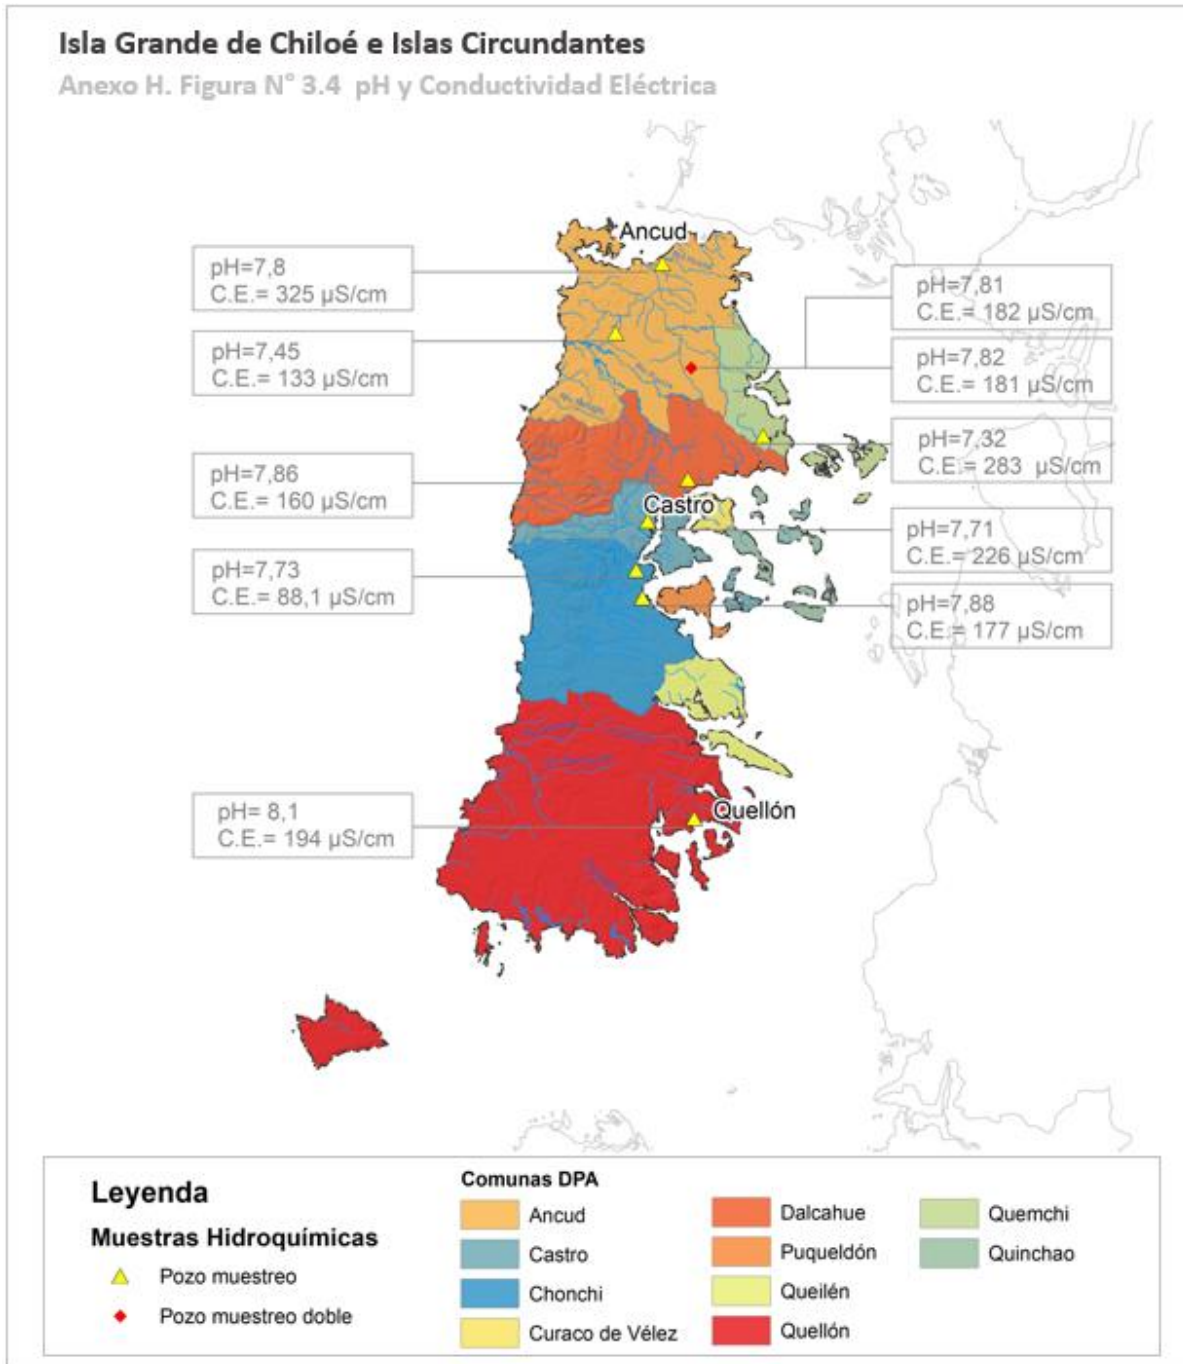 Isla Grande de Chiloé e Islas Circundantes
Anexo H. Figura N° 3.4 pH y Conductividad Eléctrica
Ancud
pH=7,8
C.E.= 325 µS/cm
pH=7,81
C.E.= 182 µS/cm
pH=7,45
C.E.= 133 µS/cm
pH=7,82
C.E.= 181 µS/cm
pH=7,32
C.E.= 283 µS/cm
pH=7,86
C.E.= 160 µS/cm
Castro
pH=7,71
C.E.= 226 µS/cm
pH=7,73
C.E.= 88,1 µS/cm
pH=7,88
C.E.= 177 µS/cm
pH= 8,1
C.E.= 194 µS/cm
Quellón
Leyenda
Muestras Hidroquímicas
Pozo muestreo
Pozo muestreo doble
Comunas DPA
Ancud
Castro
Chonchi
Curaco de Vélez
Dalcahue
Puqueldón
Queilén
Quellón
Quemchi
Quinchao